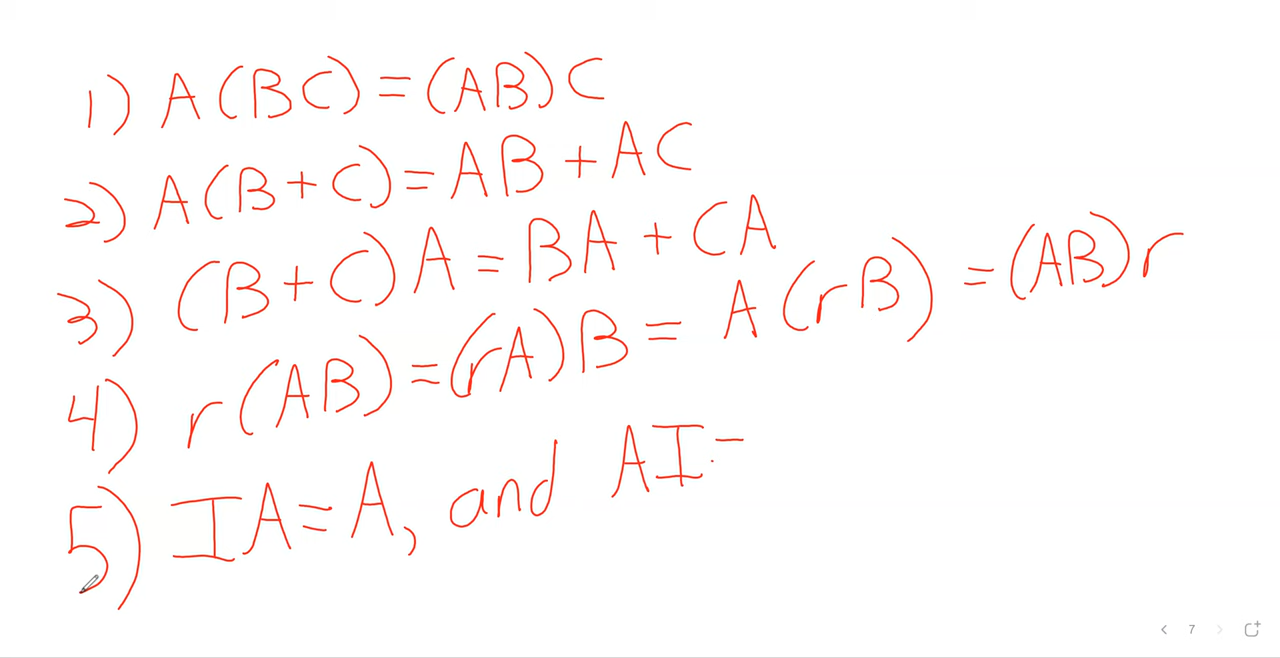 1) A(BC) = (AB)C
2) A(B+C) = AB + AC
3) (B+C)A = BA + CA
4) r(AB) = (rA)B = A(rB) = (AB)r
5) IA = A, and AI=
7